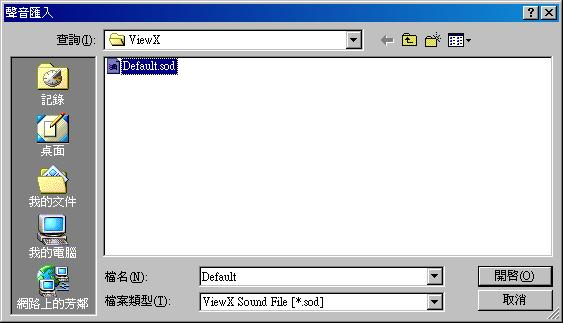 聲音匯入
查詢(I): ViewX
Default.sod
記錄
桌面
我的文件
我的電腦
網路上的芳鄰
檔名(N): Default 開啓(O)
檔案類型(T): ViewX Sound File [*.sod] 取消